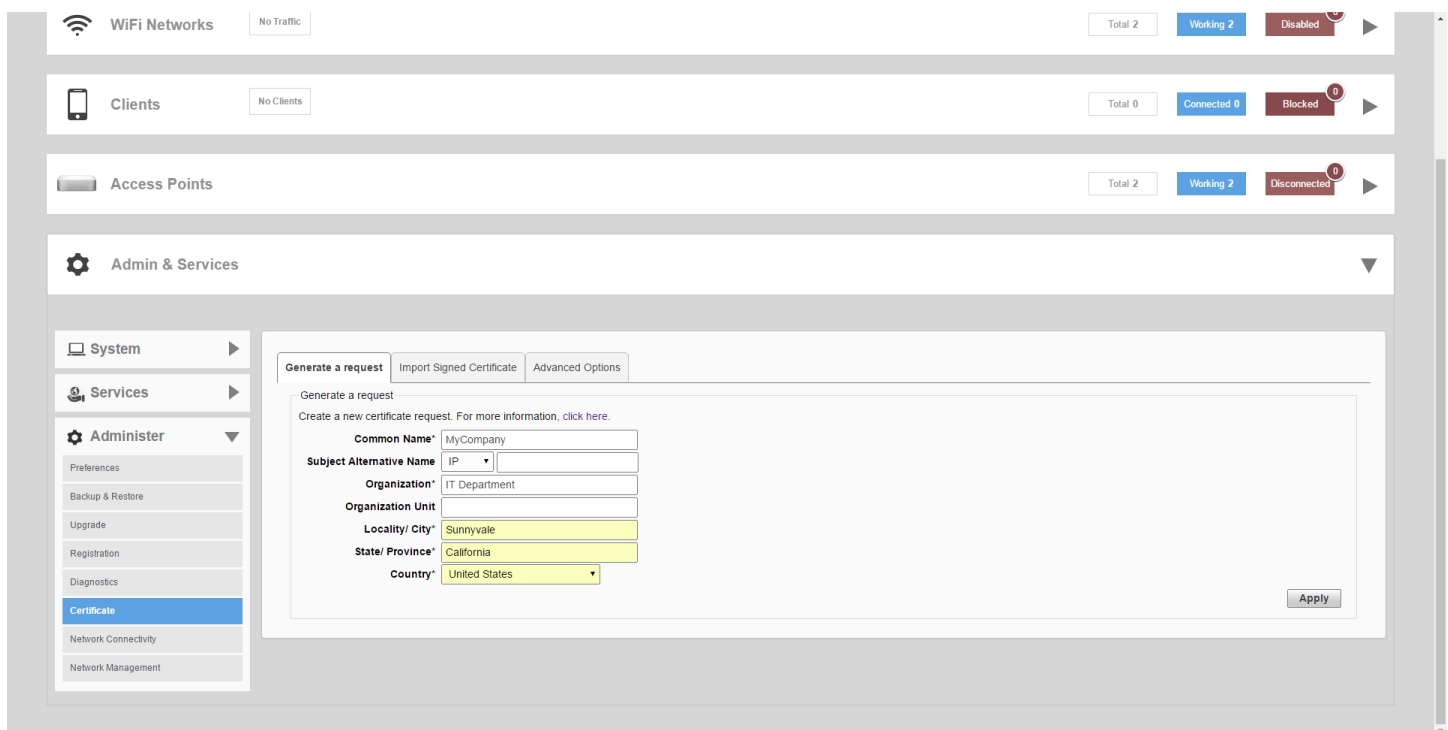 WiFi Networks No Traffic Total 2 Working 2 Disabled
Clients No Clients Total 0 Connected 0 Blocked 0
Access Points Total 2 Working 2 Disconnected 0
Admin & Services
System
Services
Administer
Preferences
Backup & Restore
Upgrade
Registration
Diagnostics
Certificate
Network Connectivity
Network Management
Generate a request Import Signed Certificate Advanced Options
Generate a request
Create a new certificate request. For more information, click here.
Common Name* MyCompany
Subject Alternative Name IP
Organization* IT Department
Organization Unit
Locality/ City* Sunnyvale
State/ Province* California
Country* United States
Apply